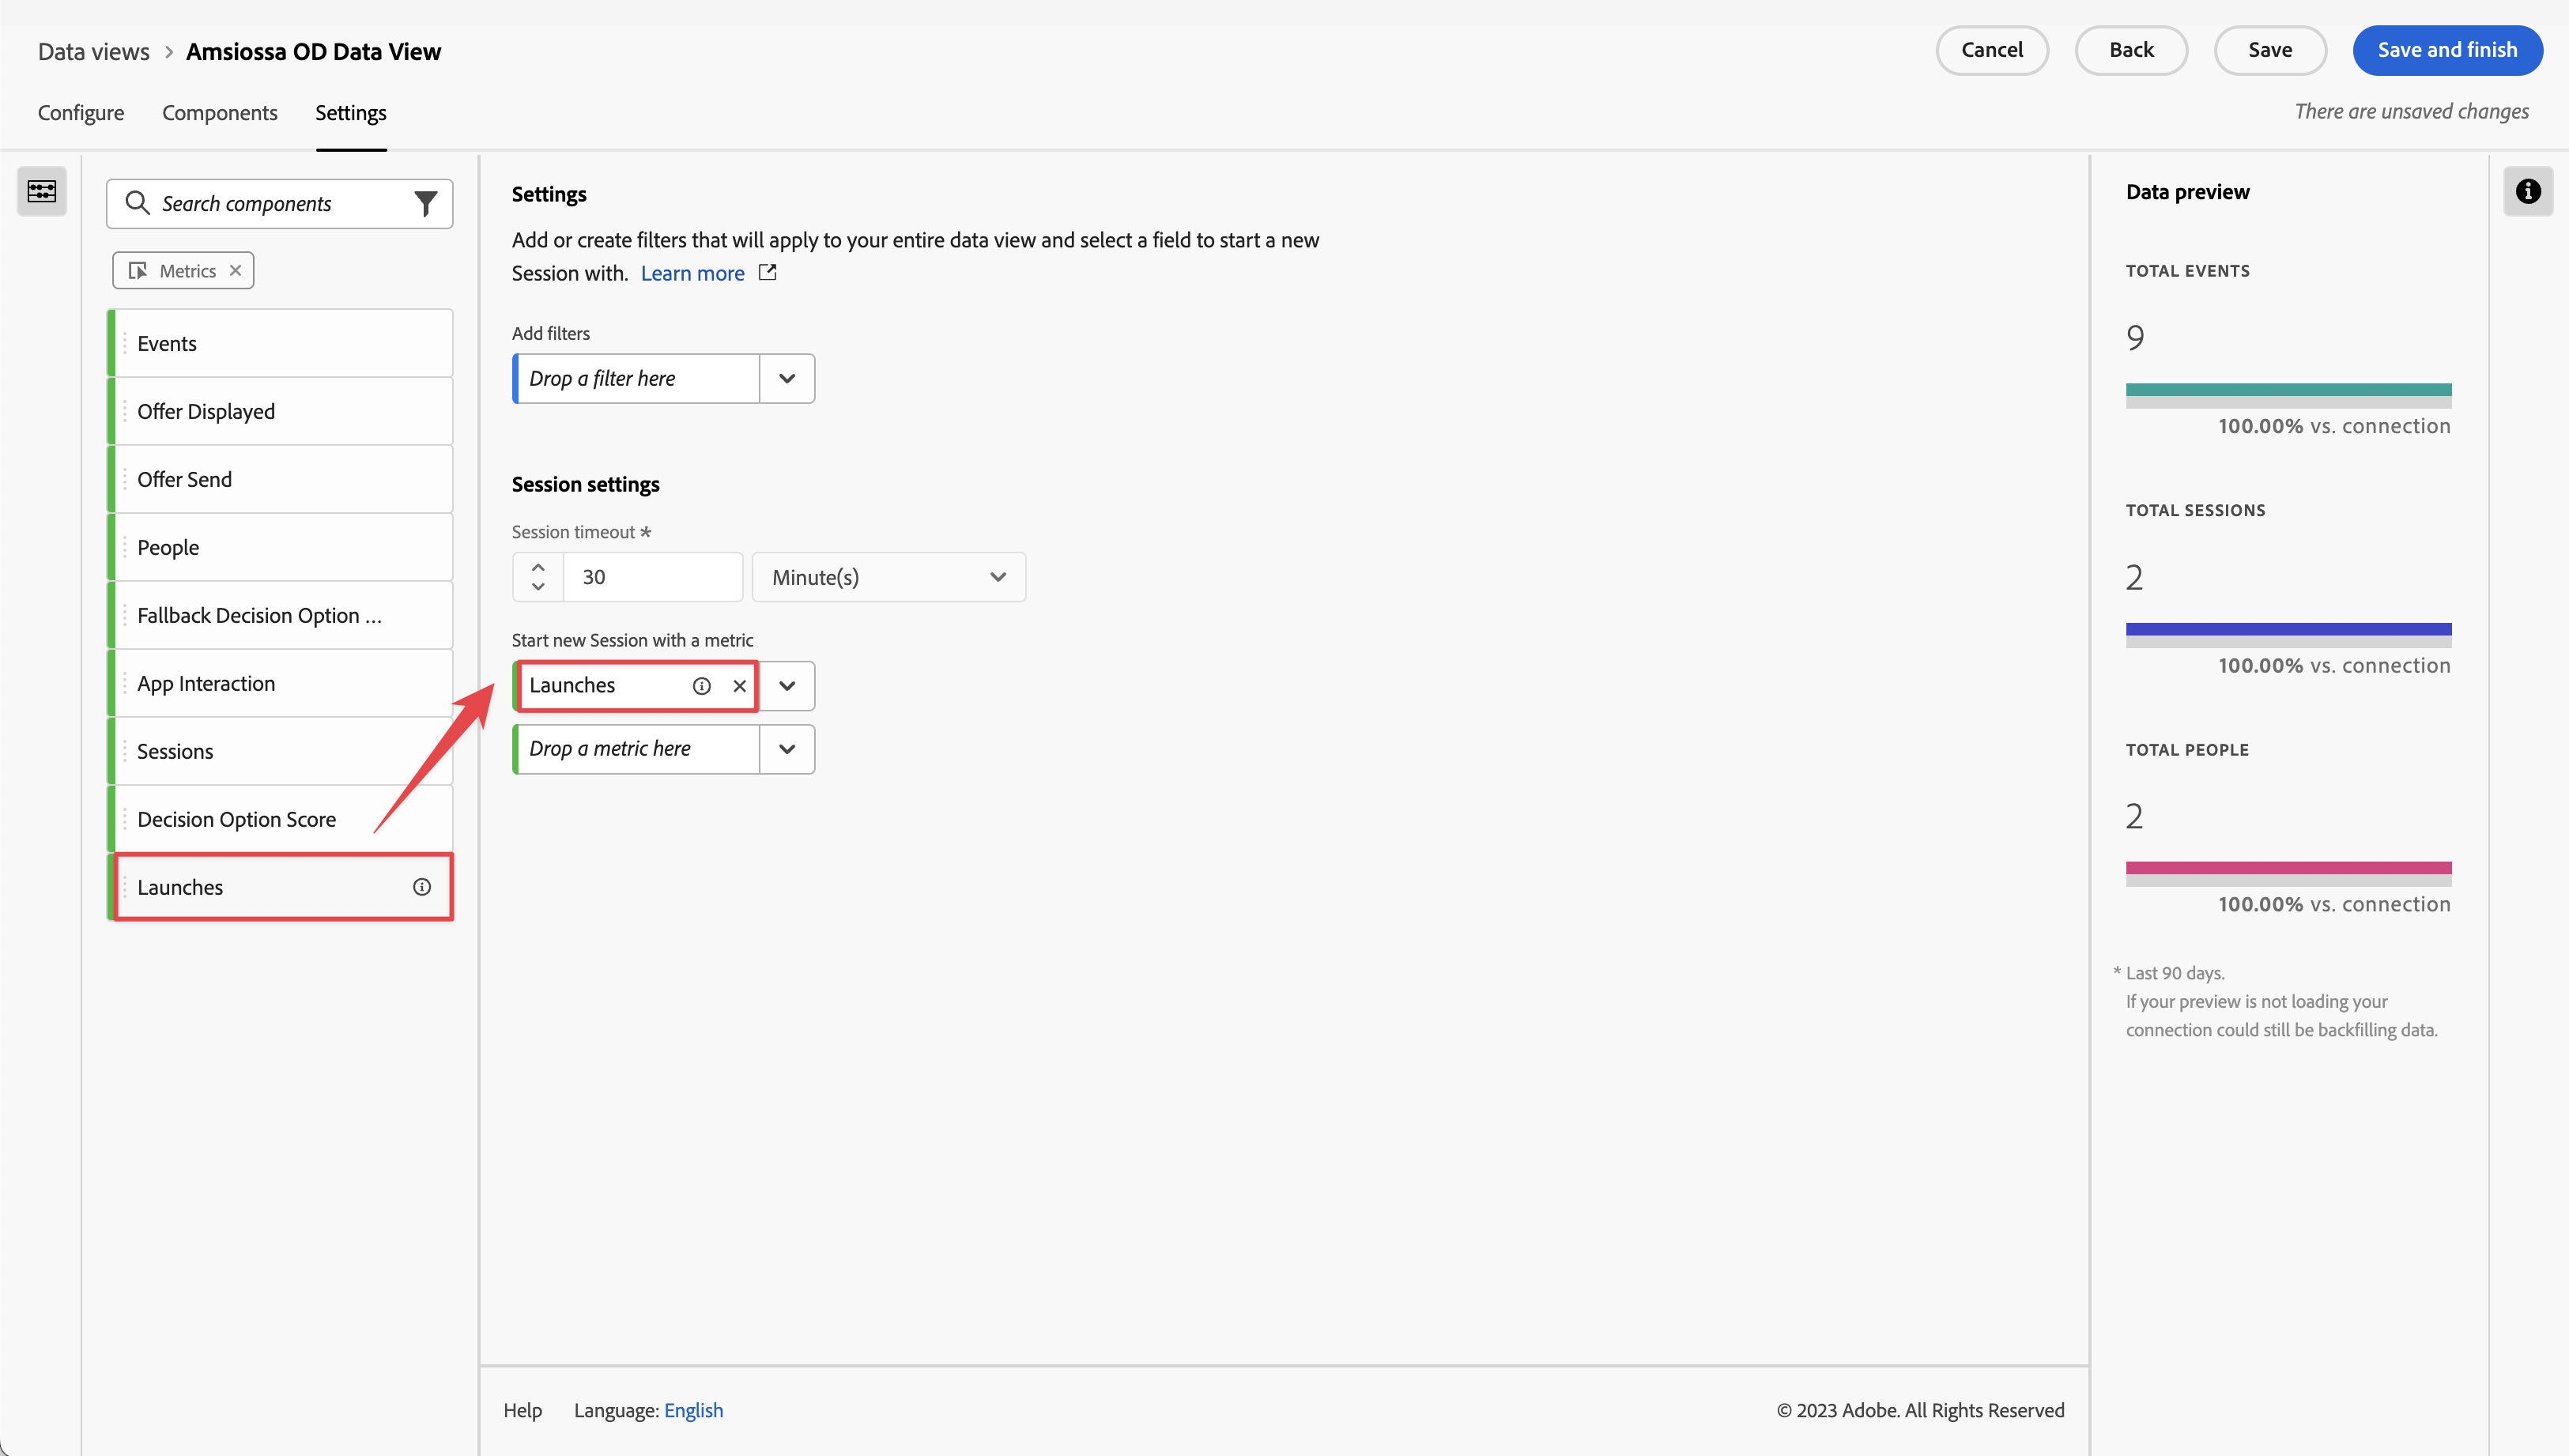 Data views > Amsiossa OD Data View
Cancel
Back
Save
Save and finish
Configure
Components
Settings
There are unsaved changes
Search components
Metrics
Events
Offer Displayed
Offer Send
People
Fallback Decision Option ...
App Interaction
Sessions
Decision Option Score
Launches
Settings
Add or create filters that will apply to your entire data view and select a field to start a new
Session with. Learn more
Add filters
Drop a filter here
Session settings
Session timeout *
30
Minute(s)
Start new Session with a metric
Launches
Drop a metric here
Data preview
TOTAL EVENTS
9
100.00% vs. connection
TOTAL SESSIONS
2
100.00% vs. connection
TOTAL PEOPLE
2
100.00% vs. connection
* Last 90 days.
If your preview is not loading your
connection could still be backfilling data.
Help
Language: English
© 2023 Adobe. All Rights Reserved